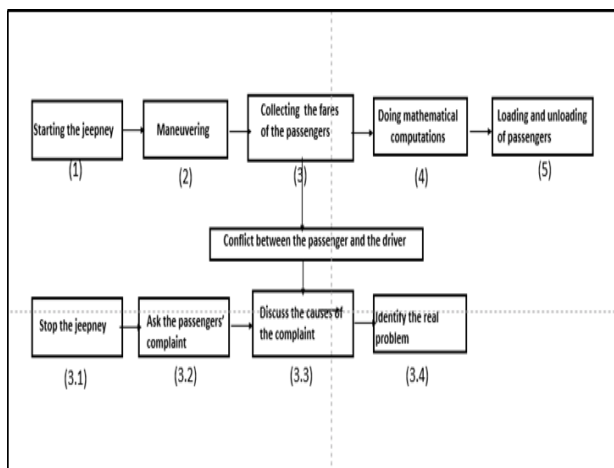 Starting the jeepney
Maneuvering
Collecting the fares
of the passengers
Doing mathematical
computations
Loading and unloading
of passengers
(1)
(2)
(3)
(4)
(5)
Conflict between the passenger and the driver
Stop the jeepney
Ask the passengers'
complaint
Discuss the causes of
the complaint
Identity the real
problem
(3.1)
(3.2)
(3.3)
(3.4)